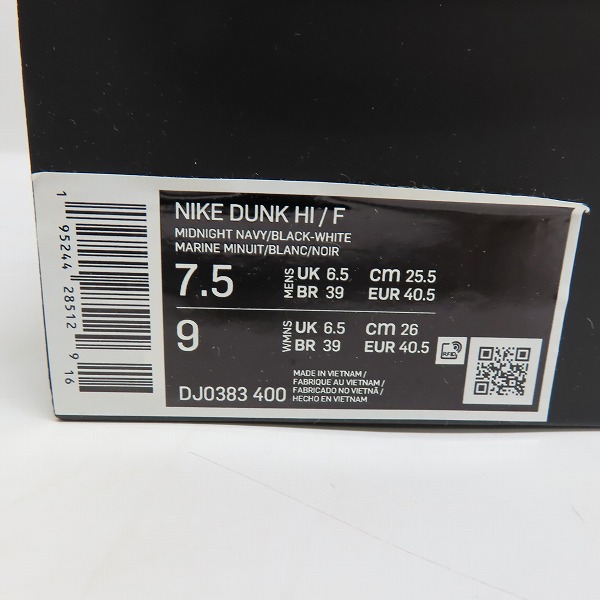 NIKE DUNK HI / F
MIDNIGHT NAVY/BLACK-WHITE
MARINE MINUIT/BLANC/NOIR
7.5 MENS UK 6.5 cm 25.5
BR 39 EUR 40.5
9 WMNS UK 6.5 cm 26
BR 39 EUR 40.5
RFID
DJ0383 400
MADE IN VIETNAM /
FABRIQUE AU VIETNAM /
FABRICADO NO VIETNÃ /
HECHO EN VIETNAM
1 95244 28512 9 16